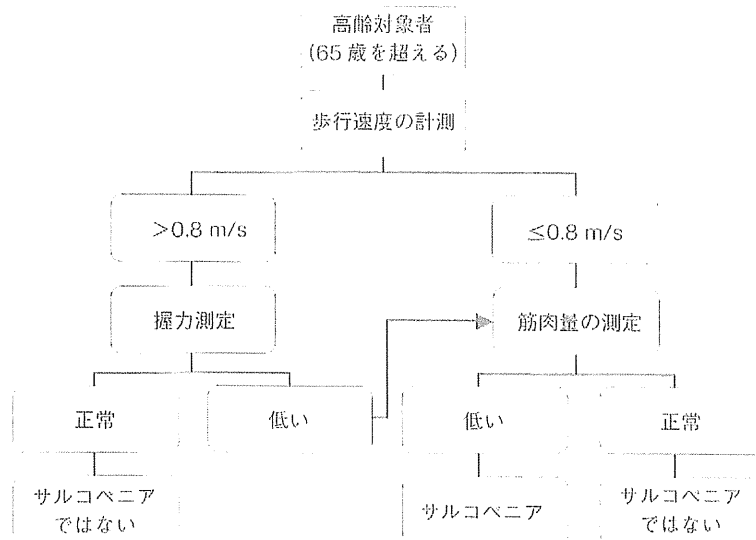 高齢対象者
(65 歳を超える)
歩行速度の計測
>0.8 m/s
≤0.8 m/s
握力測定
筋肉量の測定
正常
低い
低い
正常
サルコペニア
ではない
サルコペニア
サルコペニア
ではない